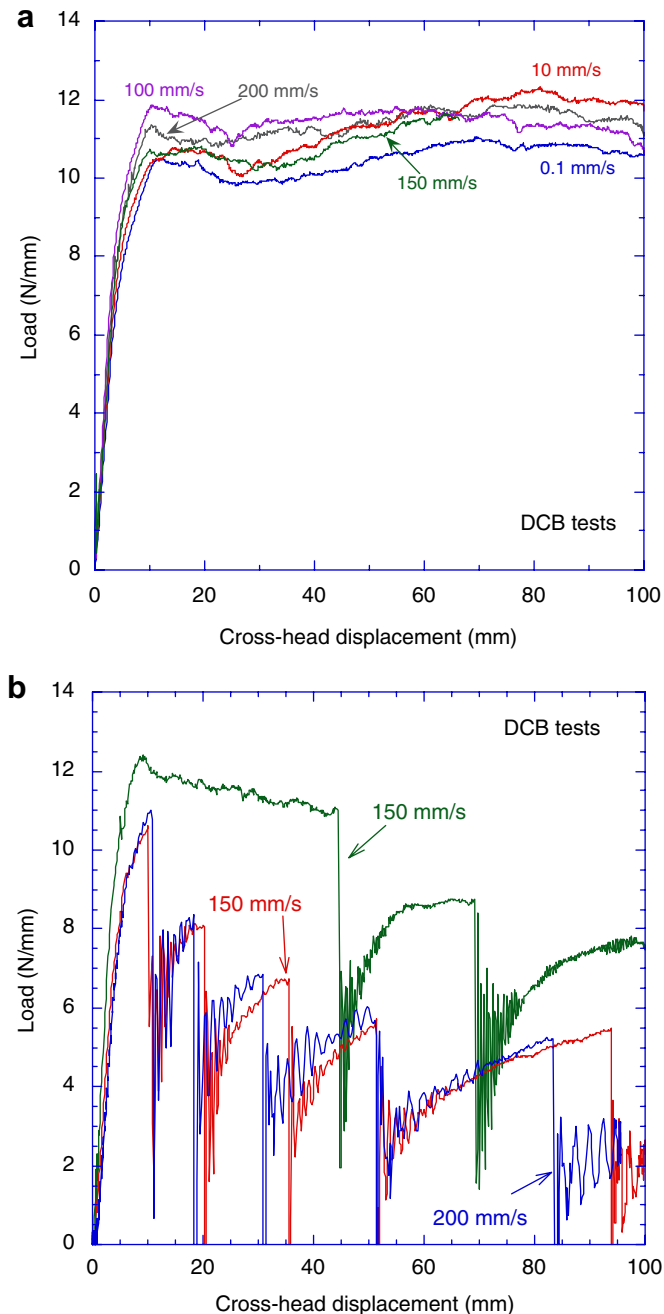 a
14
12
10
8
6
4
2
0
Load (N/mm)
100 mm/s
200 mm/s
10 mm/s
150 mm/s
0.1 mm/s
DCB tests
0 20 40 60 80 100
Cross-head displacement (mm)
b
14
12
10
8
6
4
2
0
Load (N/mm)
DCB tests
150 mm/s
150 mm/s
200 mm/s
0 20 40 60 80 100
Cross-head displacement (mm)